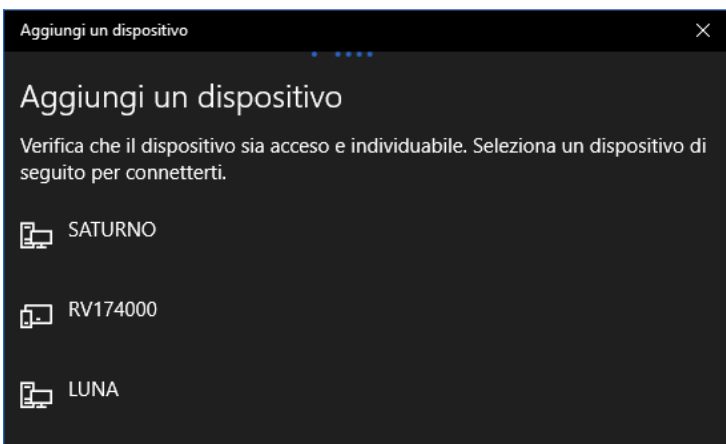 Aggiungi un dispositivo
Aggiungi un dispositivo
Verifica che il dispositivo sia acceso e individuabile. Seleziona un dispositivo di
seguito per connetterti.
SATURNO
RV174000
LUNA